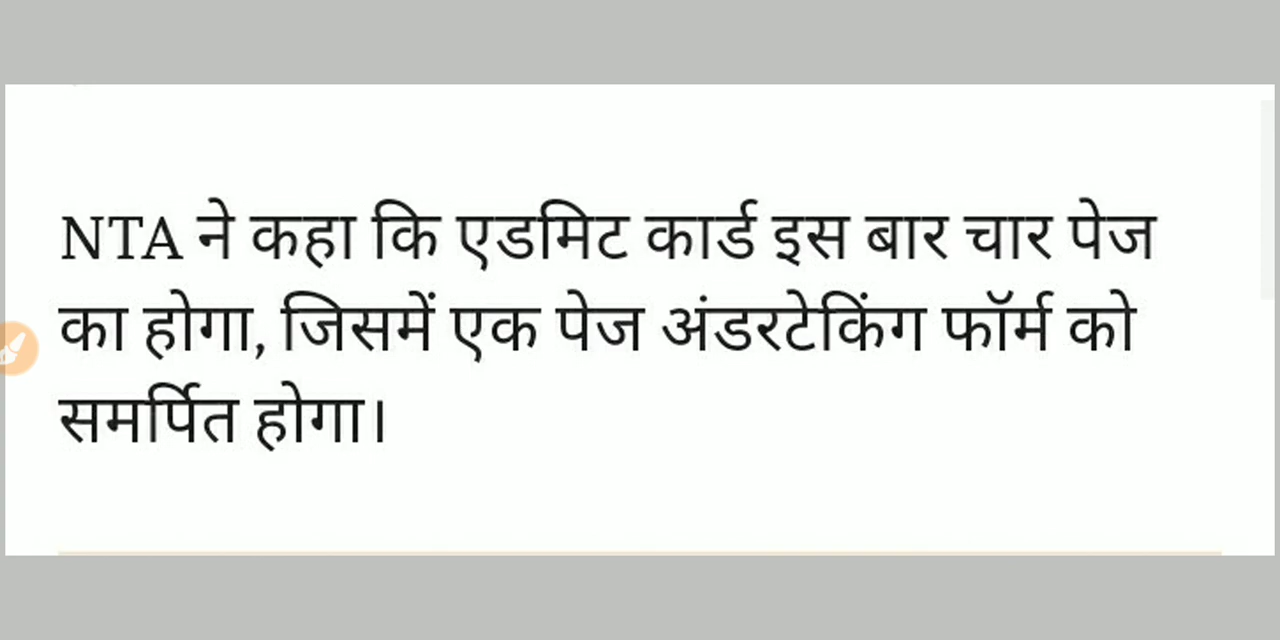 NTA ने कहा कि एडमिट कार्ड इस बार चार पेज
का होगा, जिसमें एक पेज अंडरटेकिंग फॉर्म को
समर्पित होगा।